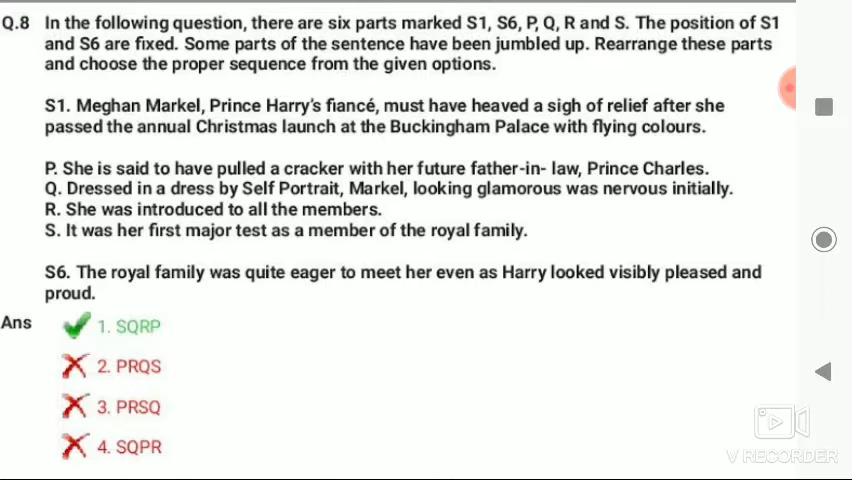 Q.8 In the following question, there are six parts marked S1, S6, P, Q, R and S. The position of S1
and S6 are fixed. Some parts of the sentence have been jumbled up. Rearrange these parts
and choose the proper sequence from the given options.
S1. Meghan Markel, Prince Harry's fiancé, must have heaved a sigh of relief after she
passed the annual Christmas launch at the Buckingham Palace with flying colours.
P. She is said to have pulled a cracker with her future father-in- law, Prince Charles.
Q. Dressed in a dress by Self Portrait, Markel, looking glamorous was nervous initially.
R. She was introduced to all the members.
S. It was her first major test as a member of the royal family.
S6. The royal family was quite eager to meet her even as Harry looked visibly pleased and
proud.
Ans 1. SQRP
2. PRQS
3. PRSQ
4. SQPR
V RECORDER